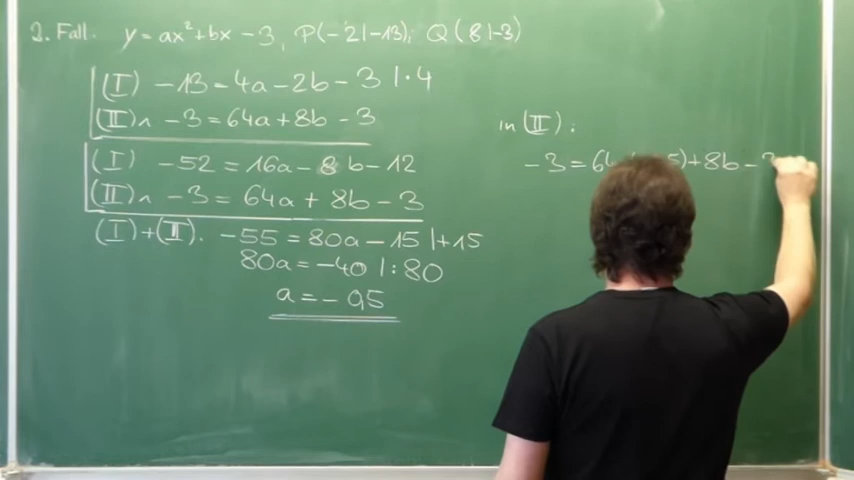 2. Fall. y = ax² + bx - 3, P(-2|-13); Q(8|-3)
(I) -13 = 4a - 2b - 3 |·4
(II) ∧ -3 = 64a + 8b - 3
(I) -52 = 16a - 8b - 12
(II) ∧ -3 = 64a + 8b - 3
(I)+(II). -55 = 80a - 15 |+15
80a = -40 |:80
a = -0,5
in (II):
-3 = 64 5) + 8b - 3